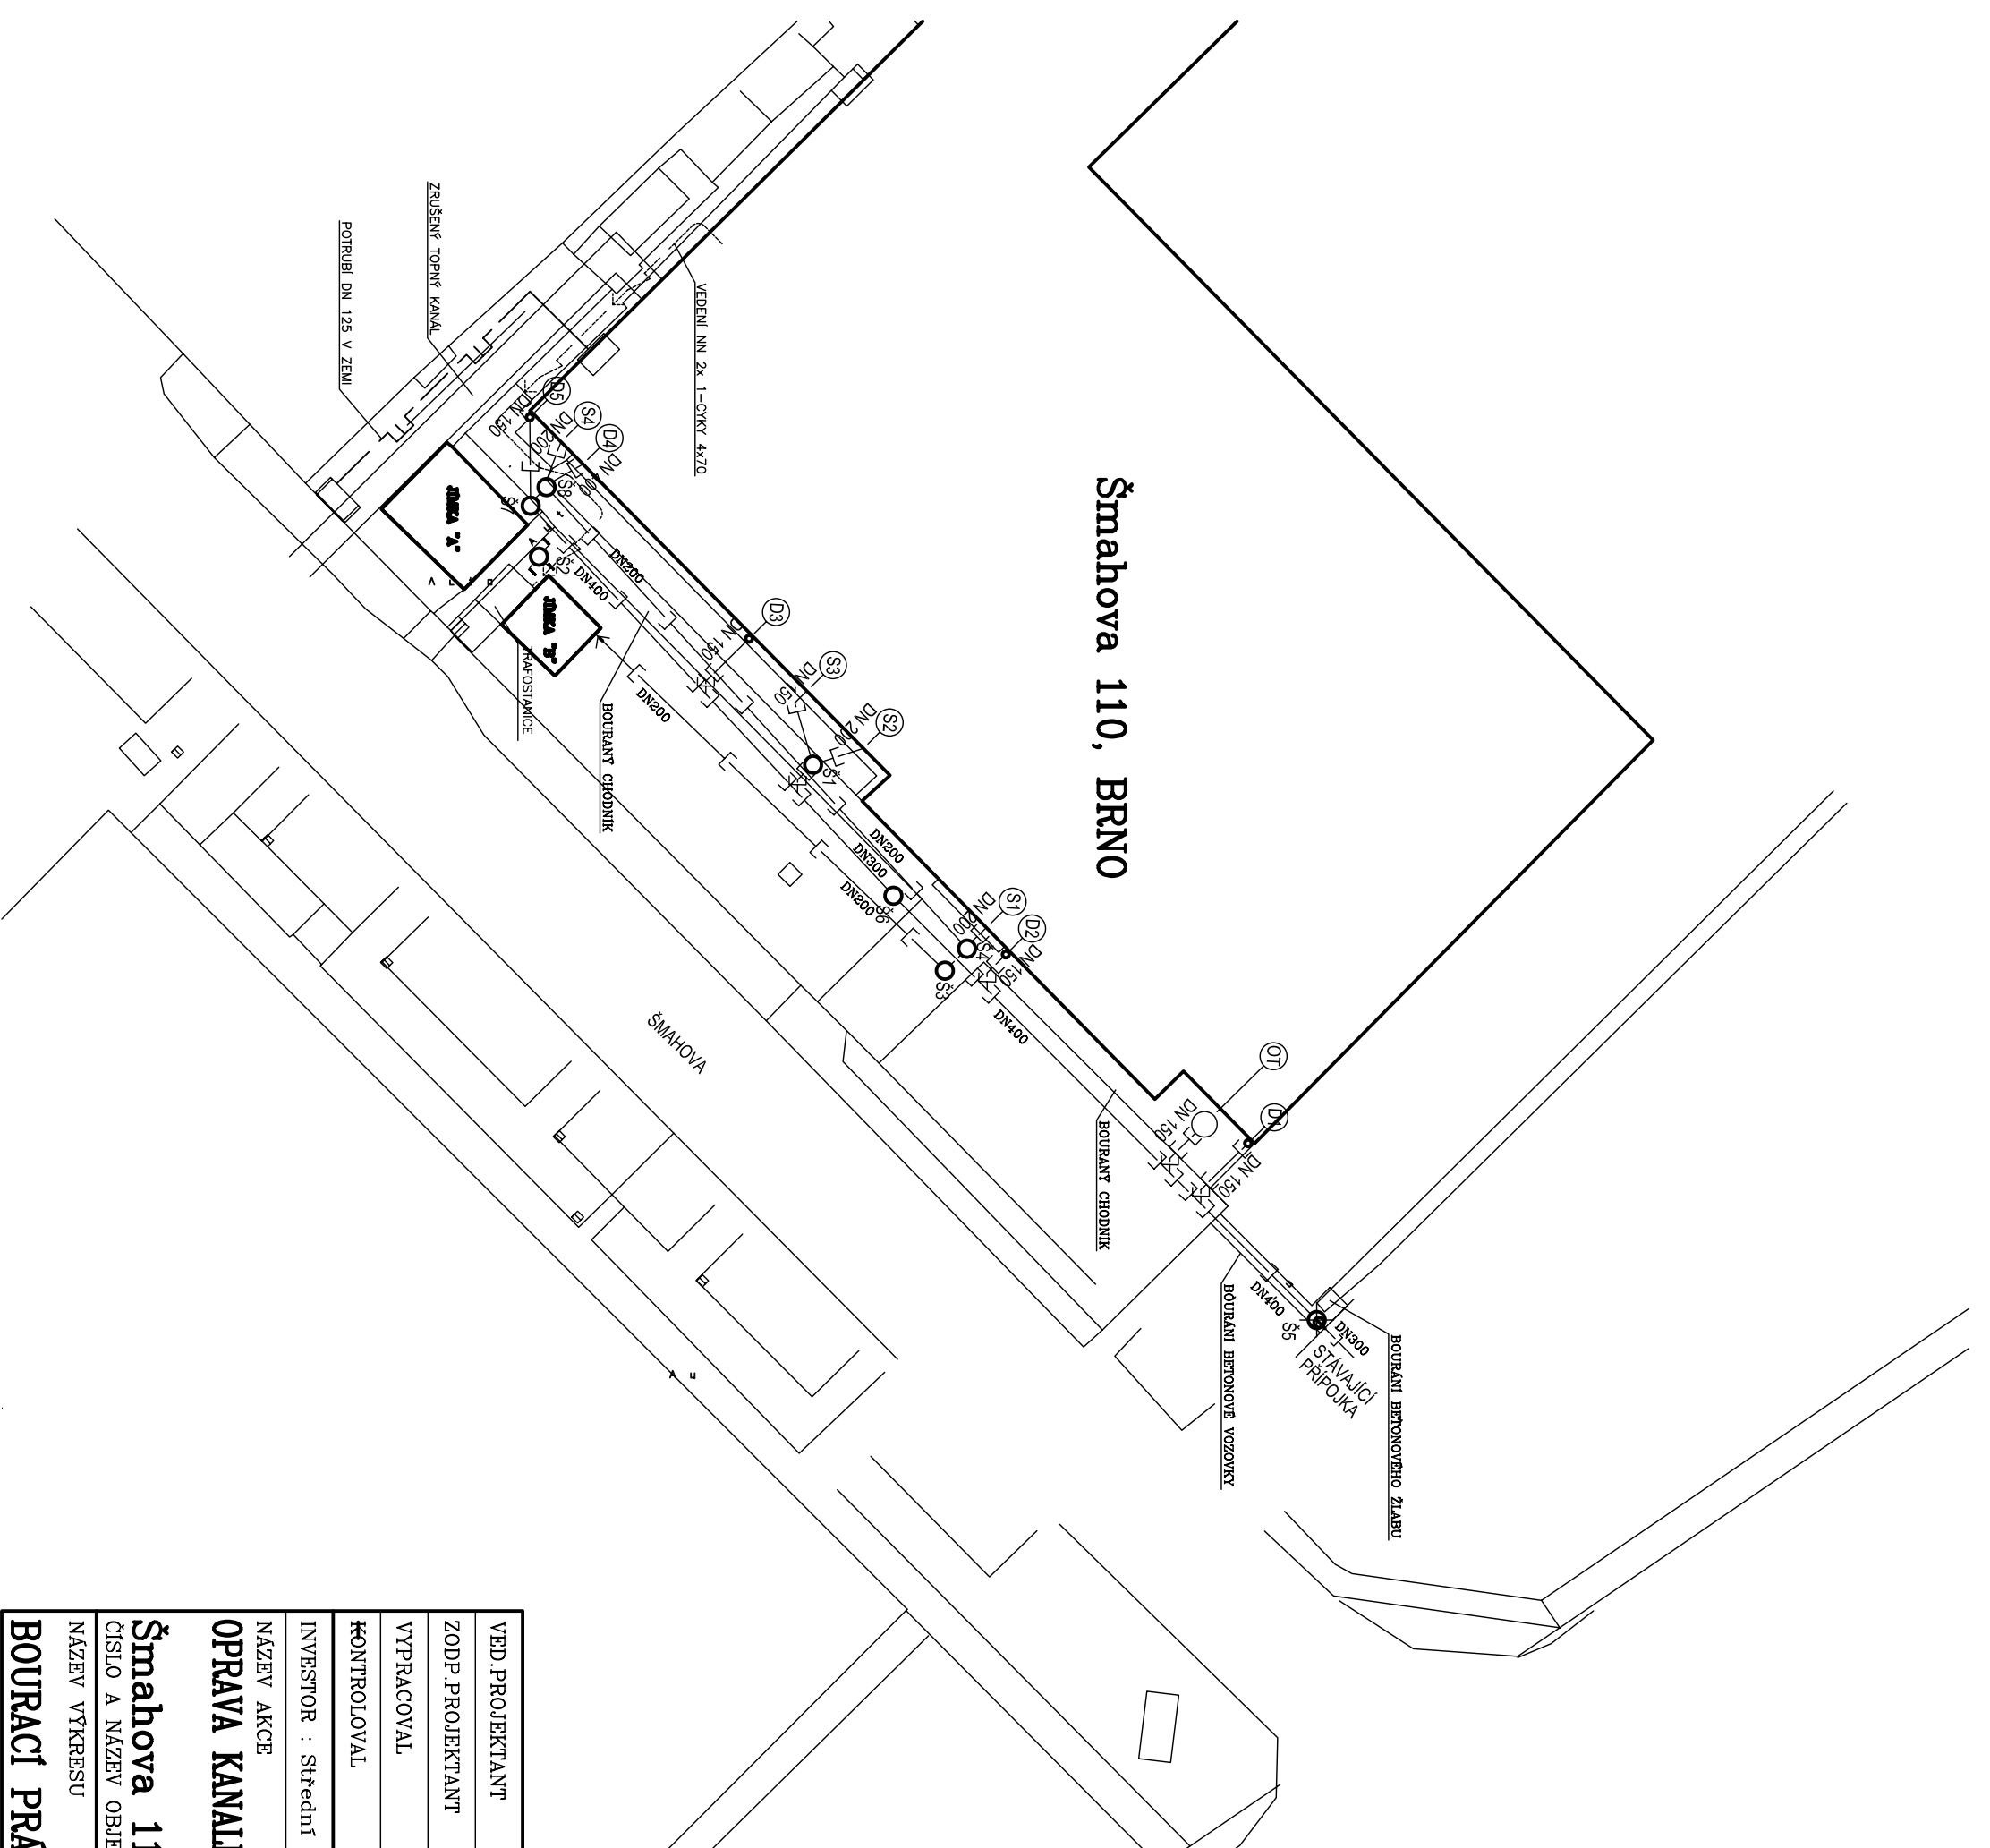 Šmahova 110, BRNO
VEDENÍ NN 2x 1-CYKY 4x70
ZRUŠENÝ TOPNÝ KANÁL
POTRUBÍ DN 125 V ZEMI
D5
DN 150
S4
DN 200
D4
DN
Š8
Š7
Š2
JÍMKA "A"
JÍMKA "B"
TRAFOSTANICE
DN200
DN400
BOURANÝ CHODNÍK
DN200
D3
DN 150
S3
DN 150
S2
DN 200
Š1
DN200
DN300
DN200
Š6
S1
DN 200
D2
DN 150
Š4
Š3
DN400
ŠMAHOVA
OT
DN 150
D1
DN 150
BOURANÝ CHODNÍK
BOURÁNÍ BETONOVÉ VOZOVKY
DN400
Š5
DN300
STÁVAJÍCÍ
PŘÍPOJKA
BOURÁNÍ BETONOVÉHO ŽLABU
VED.PROJEKTANT
ZODP.PROJEKTANT
VYPRACOVAL
KONTROLOVAL
INVESTOR : Střední
NÁZEV AKCE
OPRAVA
Šmahova
ČÍSLO A NÁZEV
NÁZEV VÝKRESU
BOURACÍ